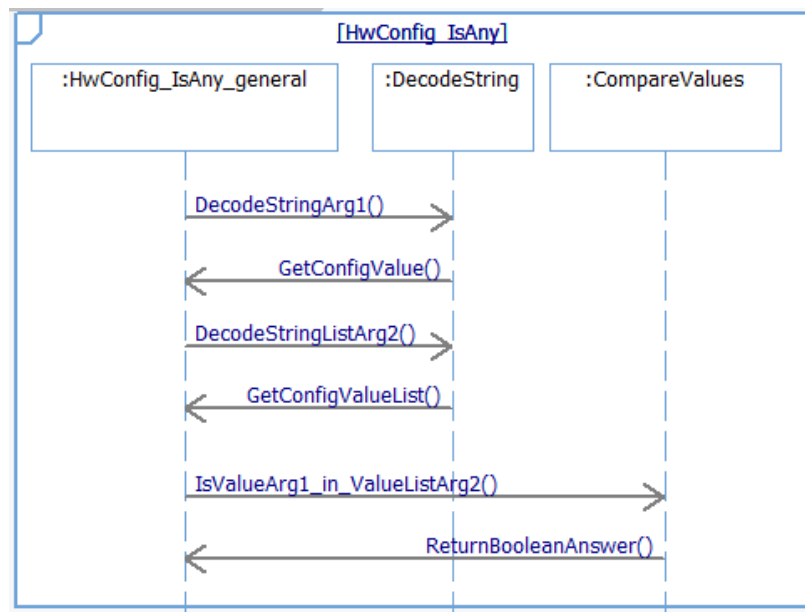 [HwConfig_IsAny]
:HwConfig_IsAny_general
:DecodeString
:CompareValues
DecodeStringArg1()
GetConfigValue()
DecodeStringListArg2()
GetConfigValueList()
IsValueArg1_in_ValueListArg2()
ReturnBooleanAnswer()